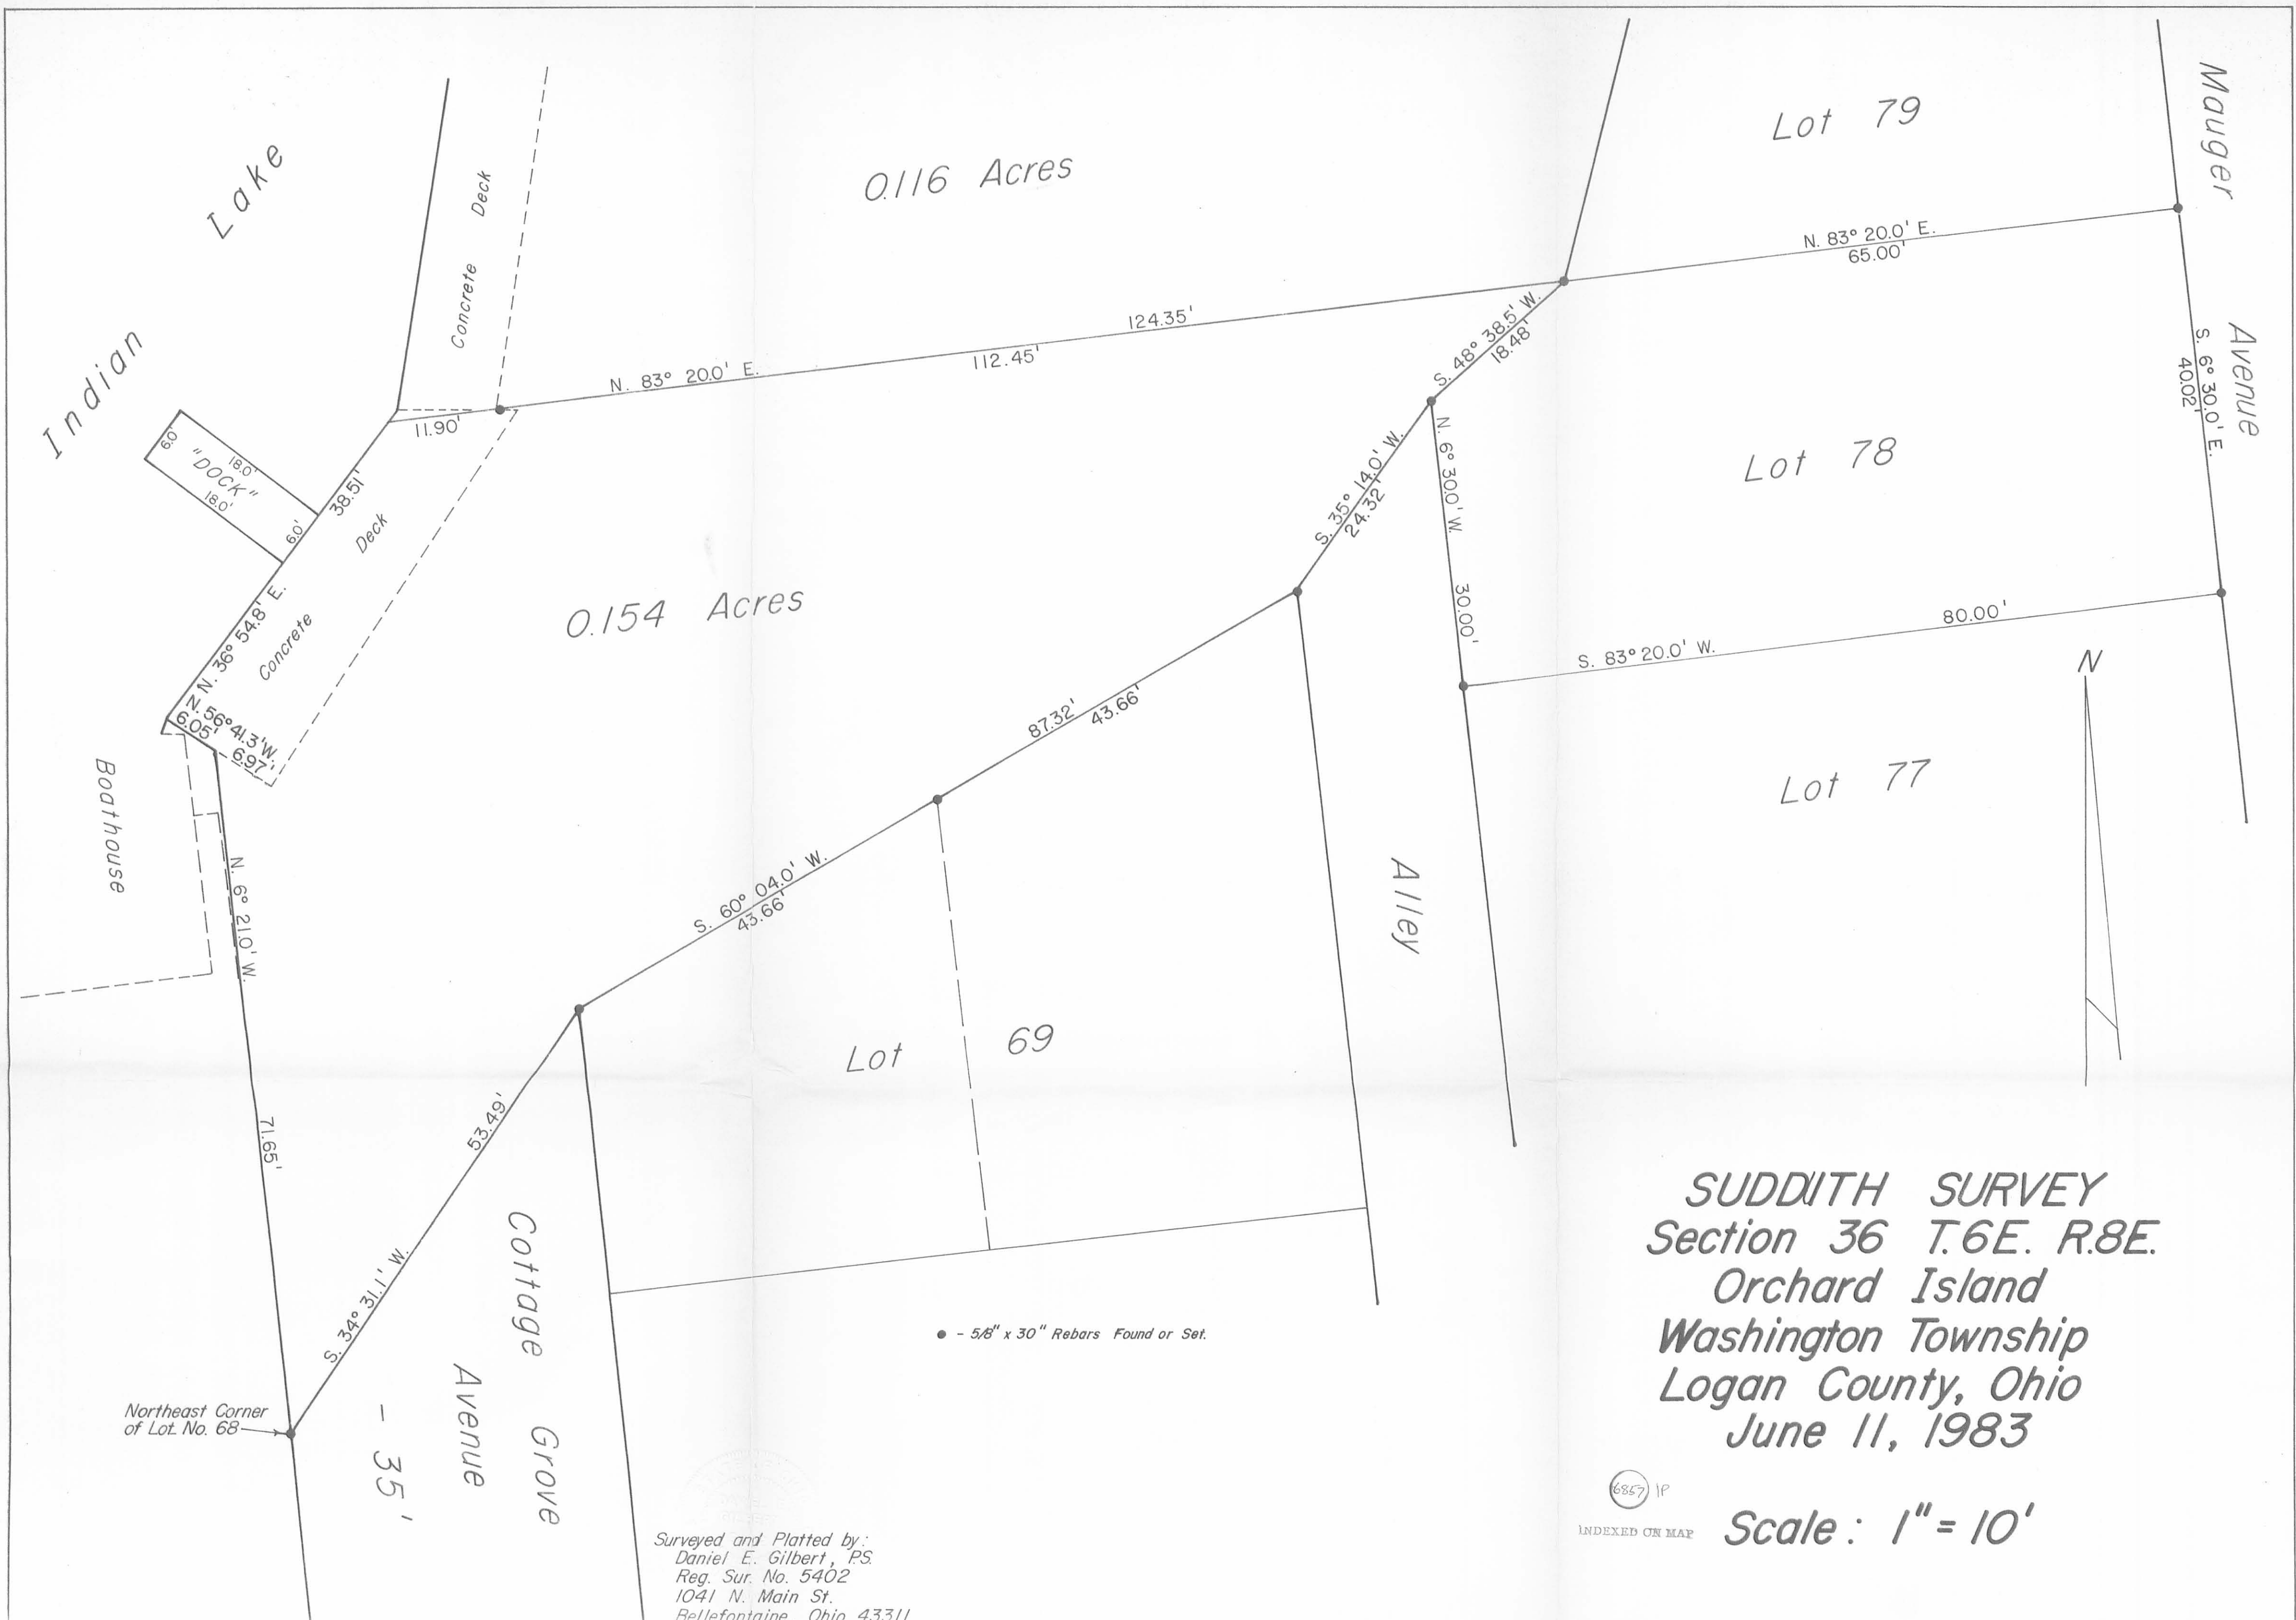 Indian Lake
Concrete Deck
0.116 Acres
Lot 79
Mauger Avenue
N. 83° 20.0' E.
65.00'
124.35'
N. 83° 20.0' E.
112.45'
11.90'
S. 48° 38.5' W.
18.48'
S. 6° 30.0' E.
40.02'
6.0'
18.0'
"DOCK"
18.0'
6.0'
38.51'
N. 36° 54.8' E.
Concrete Deck
S. 35° 14.0' W.
24.32'
N. 6° 30.0' W.
30.00'
Lot 78
0.154 Acres
80.00'
S. 83° 20.0' W.
N
N. 56° 41.3' W.
6.05'
6.97'
87.32'
43.66'
Lot 77
Boathouse
N. 6° 21.0' W.
71.65'
S. 60° 04.0' W.
43.66'
Alley
Lot 69
53.49'
S. 34° 31.1' W.
Cottage Grove
Avenue
- 35'
Northeast Corner
of Lot No. 68
- 5/8" x 30" Rebars Found or Set.
SUDDITH SURVEY
Section 36 T.6E. R.8E.
Orchard Island
Washington Township
Logan County, Ohio
June 11, 1983
6857 1P
INDEXED ON MAP
Scale: 1" = 10'
Surveyed and Platted by:
Daniel E. Gilbert, P.S.
Reg. Sur. No. 5402
1041 N. Main St.
Bellefontaine, Ohio 43311